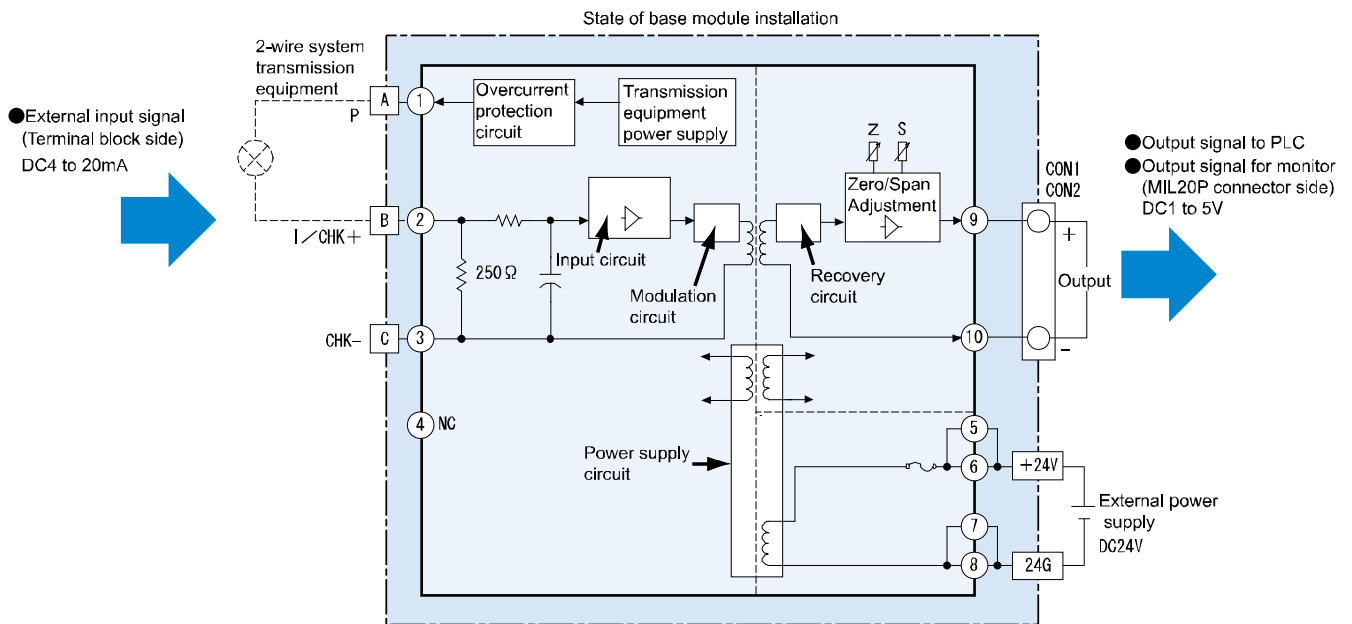 State of base module installation
2-wire system
transmission
equipment
●External input signal
(Terminal block side)
DC4 to 20mA
A
P
1
Overcurrent
protection
circuit
Transmission
equipment
power supply
Z S
●Output signal to PLC
●Output signal for monitor
(MIL20P connector side)
DC1 to 5V
CON1
CON2
B
I/CHK+
2
Input circuit
Modulation
circuit
Recovery
circuit
Zero/Span
Adjustment
9
+
Output
-
250Ω
C
CHK-
3
10
4 NC
Power supply
circuit
5
6
+24V
External power
supply
DC24V
7
8
24G